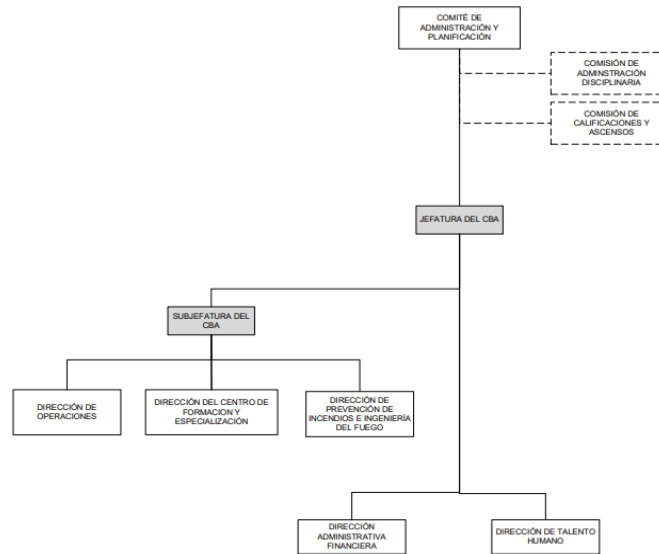 COMITÉ DE
ADMINISTRACIÓN Y
PLANIFICACIÓN
COMISIÓN DE
ADMINSTRACIÓN
DISCIPLINARIA
COMISIÓN DE
CALIFICACIONES Y
ASCENSOS
JEFATURA DEL CBA
SUBJEFATURA DEL
CBA
DIRECCIÓN DE
OPERACIONES
DIRECCIÓN DEL CENTRO DE
FORMACION Y
ESPECIALIZACIÓN
DIRECCIÓN DE
PREVENCIÓN DE
INCENDIOS E INGENIERÍA
DEL FUEGO
DIRECCIÓN
ADMINISTRATIVA
FINANCIERA
DIRECCIÓN DE TALENTO
HUMANO